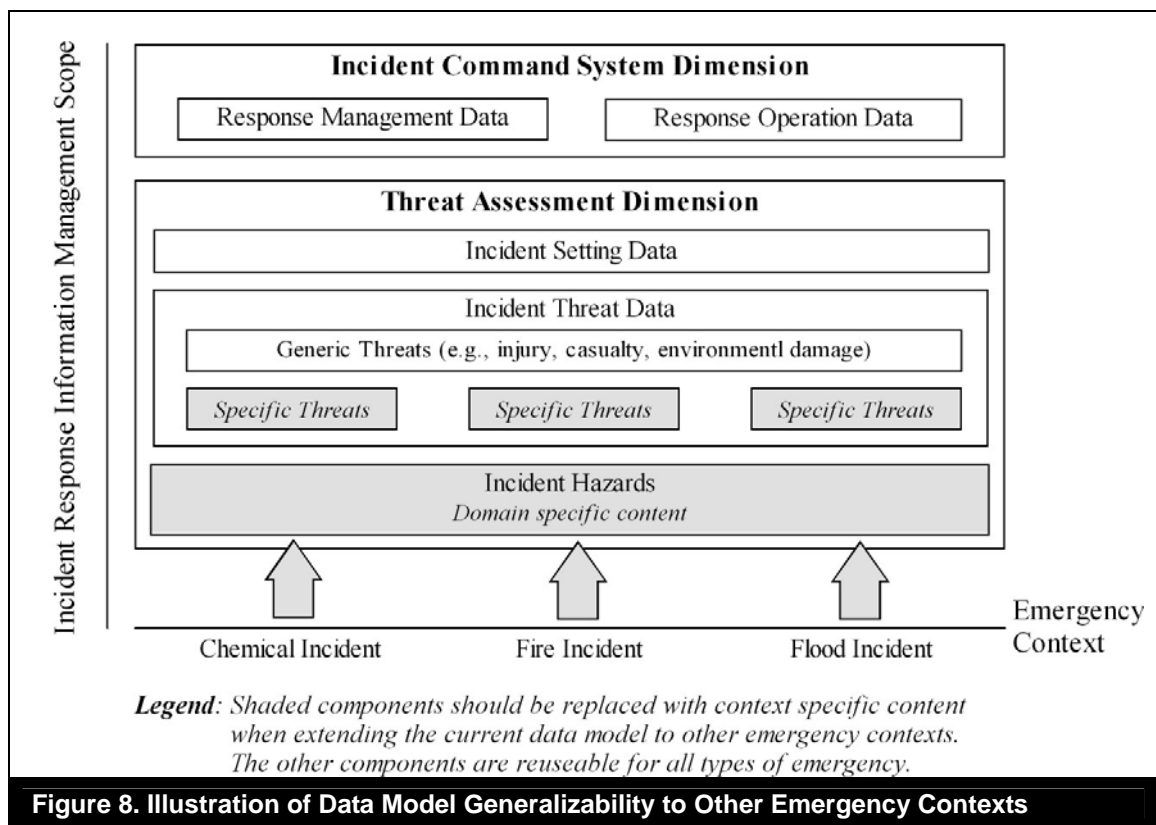 Incident Response Information Management Scope
Incident Command System Dimension
Response Management Data
Response Operation Data
Threat Assessment Dimension
Incident Setting Data
Incident Threat Data
Generic Threats (e.g., injury, casualty, environmentl damage)
Specific Threats
Specific Threats
Specific Threats
Incident Hazards
Domain specific content
Chemical Incident
Fire Incident
Flood Incident
Emergency
Context
Legend: Shaded components should be replaced with context specific content
when extending the current data model to other emergency contexts.
The other components are reuseable for all types of emergency.
Figure 8. Illustration of Data Model Generalizability to Other Emergency Contexts